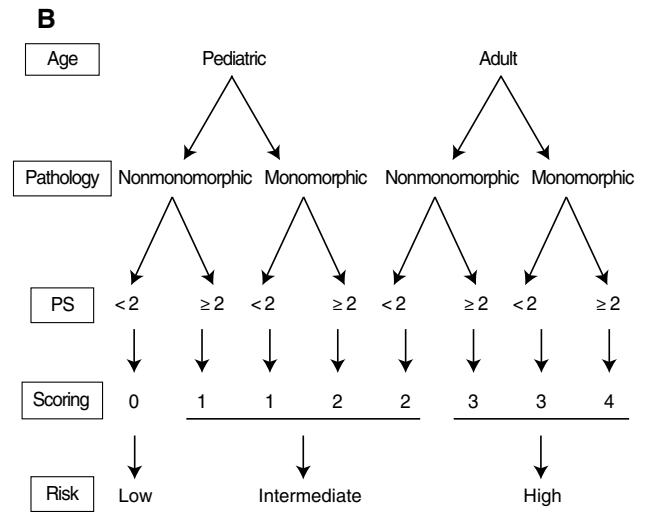 B
Age Pediatric Adult
Pathology Nonmonomorphic Monomorphic Nonmonomorphic Monomorphic
PS < 2 ≥ 2 < 2 ≥ 2 < 2 ≥ 2 < 2 ≥ 2
Scoring 0 1 1 2 2 3 3 4
Risk Low Intermediate High